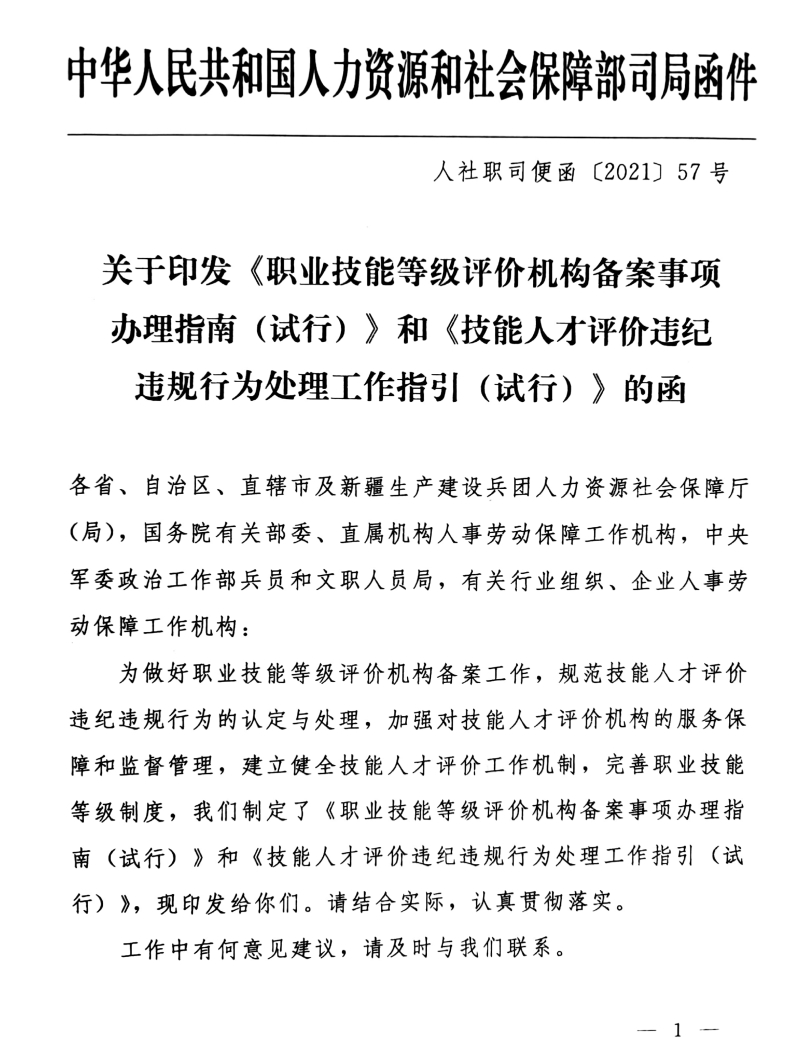 中华人民共和国人力资源和社会保障部司局函件
人社职司便函〔2021〕57号
关于印发《职业技能等级评价机构备案事项
办理指南（试行）》和《技能人才评价违纪
违规行为处理工作指引（试行）》的函
各省、自治区、直辖市及新疆生产建设兵团人力资源社会保障厅
（局），国务院有关部委、直属机构人事劳动保障工作机构，中央
军委政治工作部兵员和文职人员局，有关行业组织、企业人事劳
动保障工作机构：
为做好职业技能等级评价机构备案工作，规范技能人才评价
违纪违规行为的认定与处理，加强对技能人才评价机构的服务保
障和监督管理，建立健全技能人才评价工作机制，完善职业技能
等级制度，我们制定了《职业技能等级评价机构备案事项办理指
南（试行）》和《技能人才评价违纪违规行为处理工作指引（试
行）》，现印发给你们。请结合实际，认真贯彻落实。
工作中有何意见建议，请及时与我们联系。
— 1 —